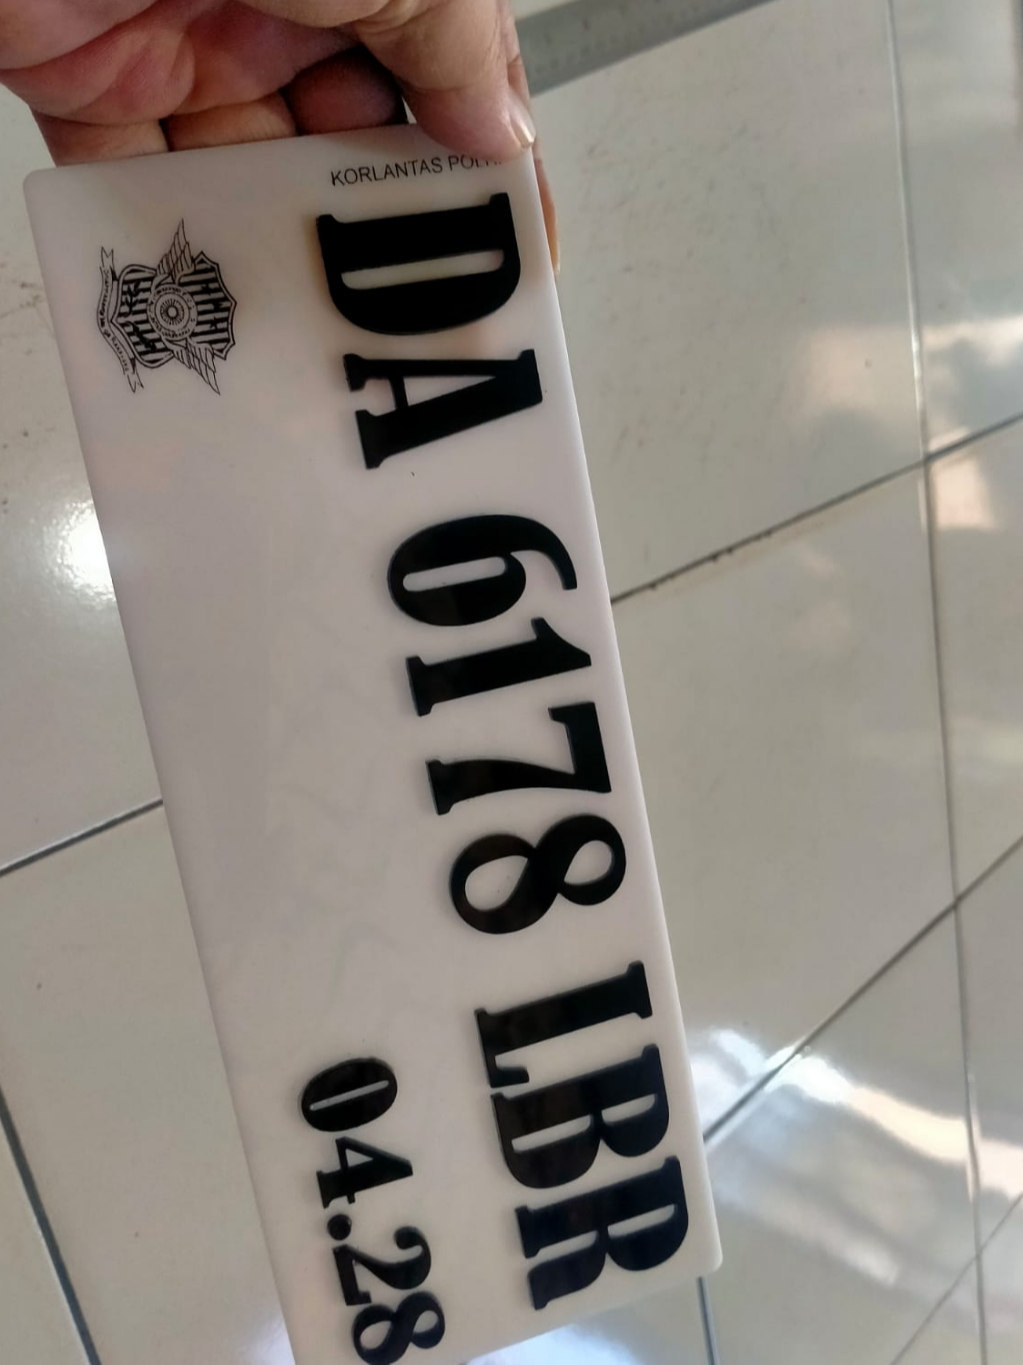 KORLANTAS POLRI
DA 6178 LBR
04.28